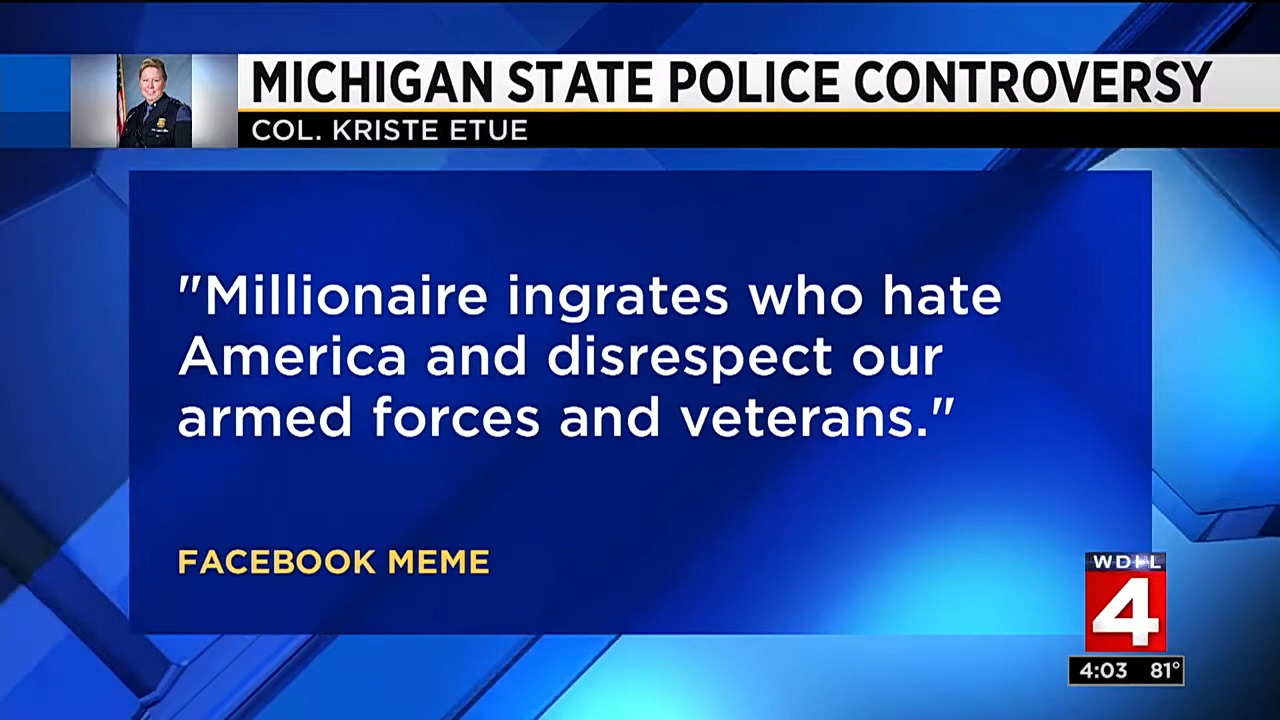 MICHIGAN STATE POLICE CONTROVERSY
COL. KRISTE ETUE
"Millionaire ingrates who hate
America and disrespect our
armed forces and veterans."
FACEBOOK MEME
WDIL
4
4:03 81°